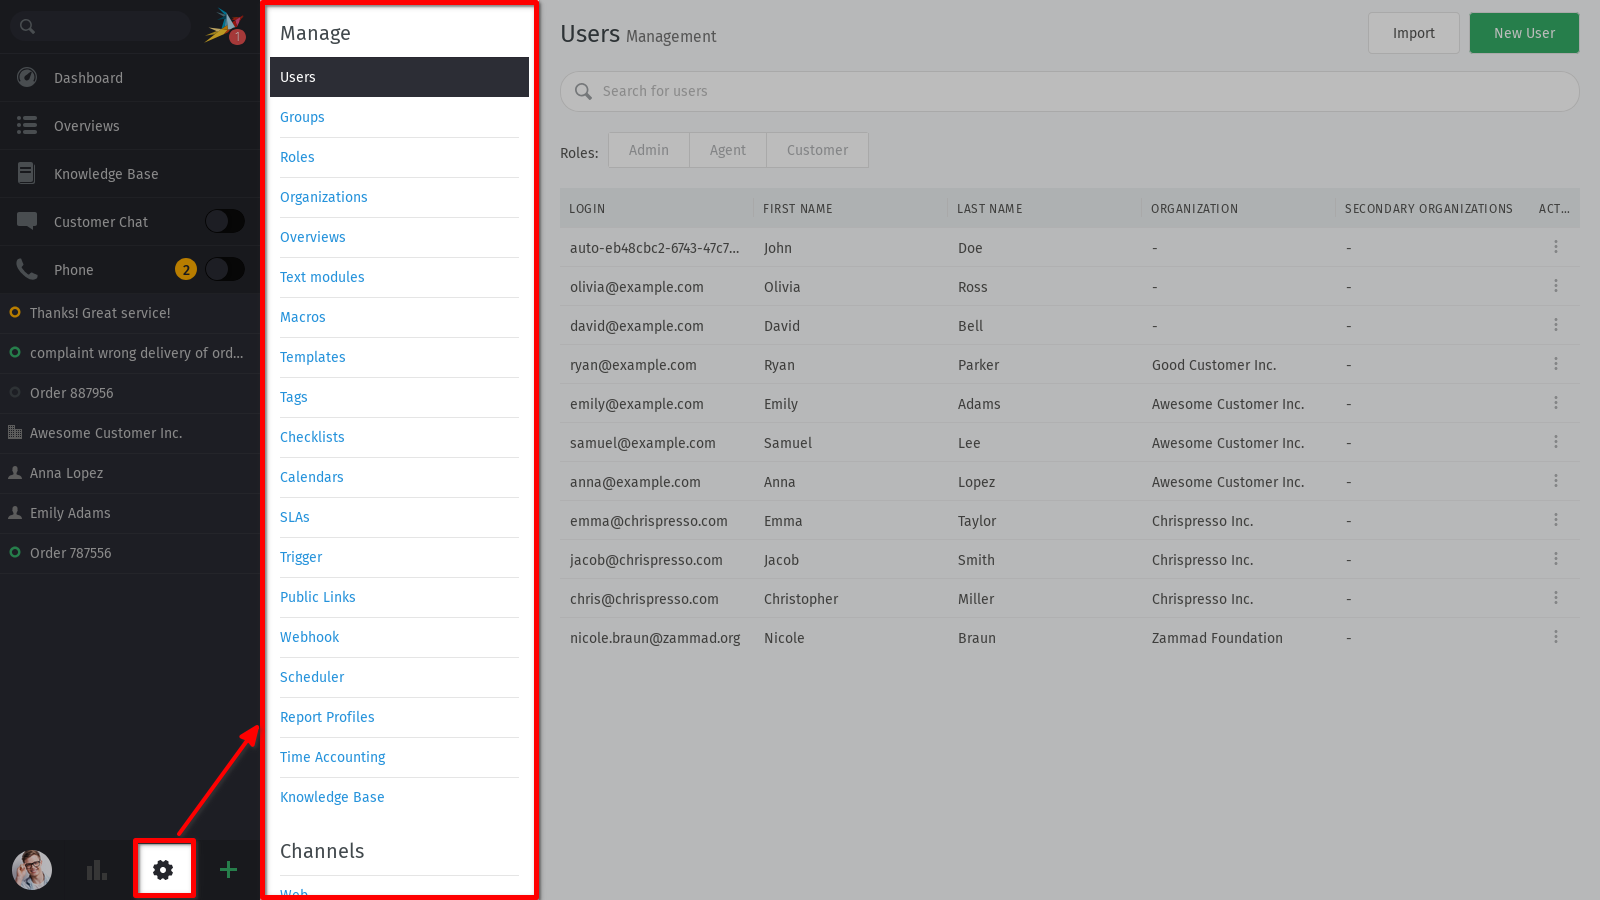 1
Dashboard
Overviews
Knowledge Base
Customer Chat
Phone 2
Thanks! Great service!
complaint wrong delivery of ord...
Order 887956
Awesome Customer Inc.
Anna Lopez
Emily Adams
Order 787556
Manage
Users
Groups
Roles
Organizations
Overviews
Text modules
Macros
Templates
Tags
Checklists
Calendars
SLAs
Trigger
Public Links
Webhook
Scheduler
Report Profiles
Time Accounting
Knowledge Base
Channels
Web
Users Management
Import New User
Search for users
Roles: Admin Agent Customer
LOGIN FIRST NAME LAST NAME ORGANIZATION SECONDARY ORGANIZATIONS ACT...
auto-eb48cbc2-6743-47c7... John Doe - -
olivia@example.com Olivia Ross - -
david@example.com David Bell - -
ryan@example.com Ryan Parker Good Customer Inc. -
emily@example.com Emily Adams Awesome Customer Inc. -
samuel@example.com Samuel Lee Awesome Customer Inc. -
anna@example.com Anna Lopez Awesome Customer Inc. -
emma@chrispresso.com Emma Taylor Chrispresso Inc. -
jacob@chrispresso.com Jacob Smith Chrispresso Inc. -
chris@chrispresso.com Christopher Miller Chrispresso Inc. -
nicole.braun@zammad.org Nicole Braun Zammad Foundation -